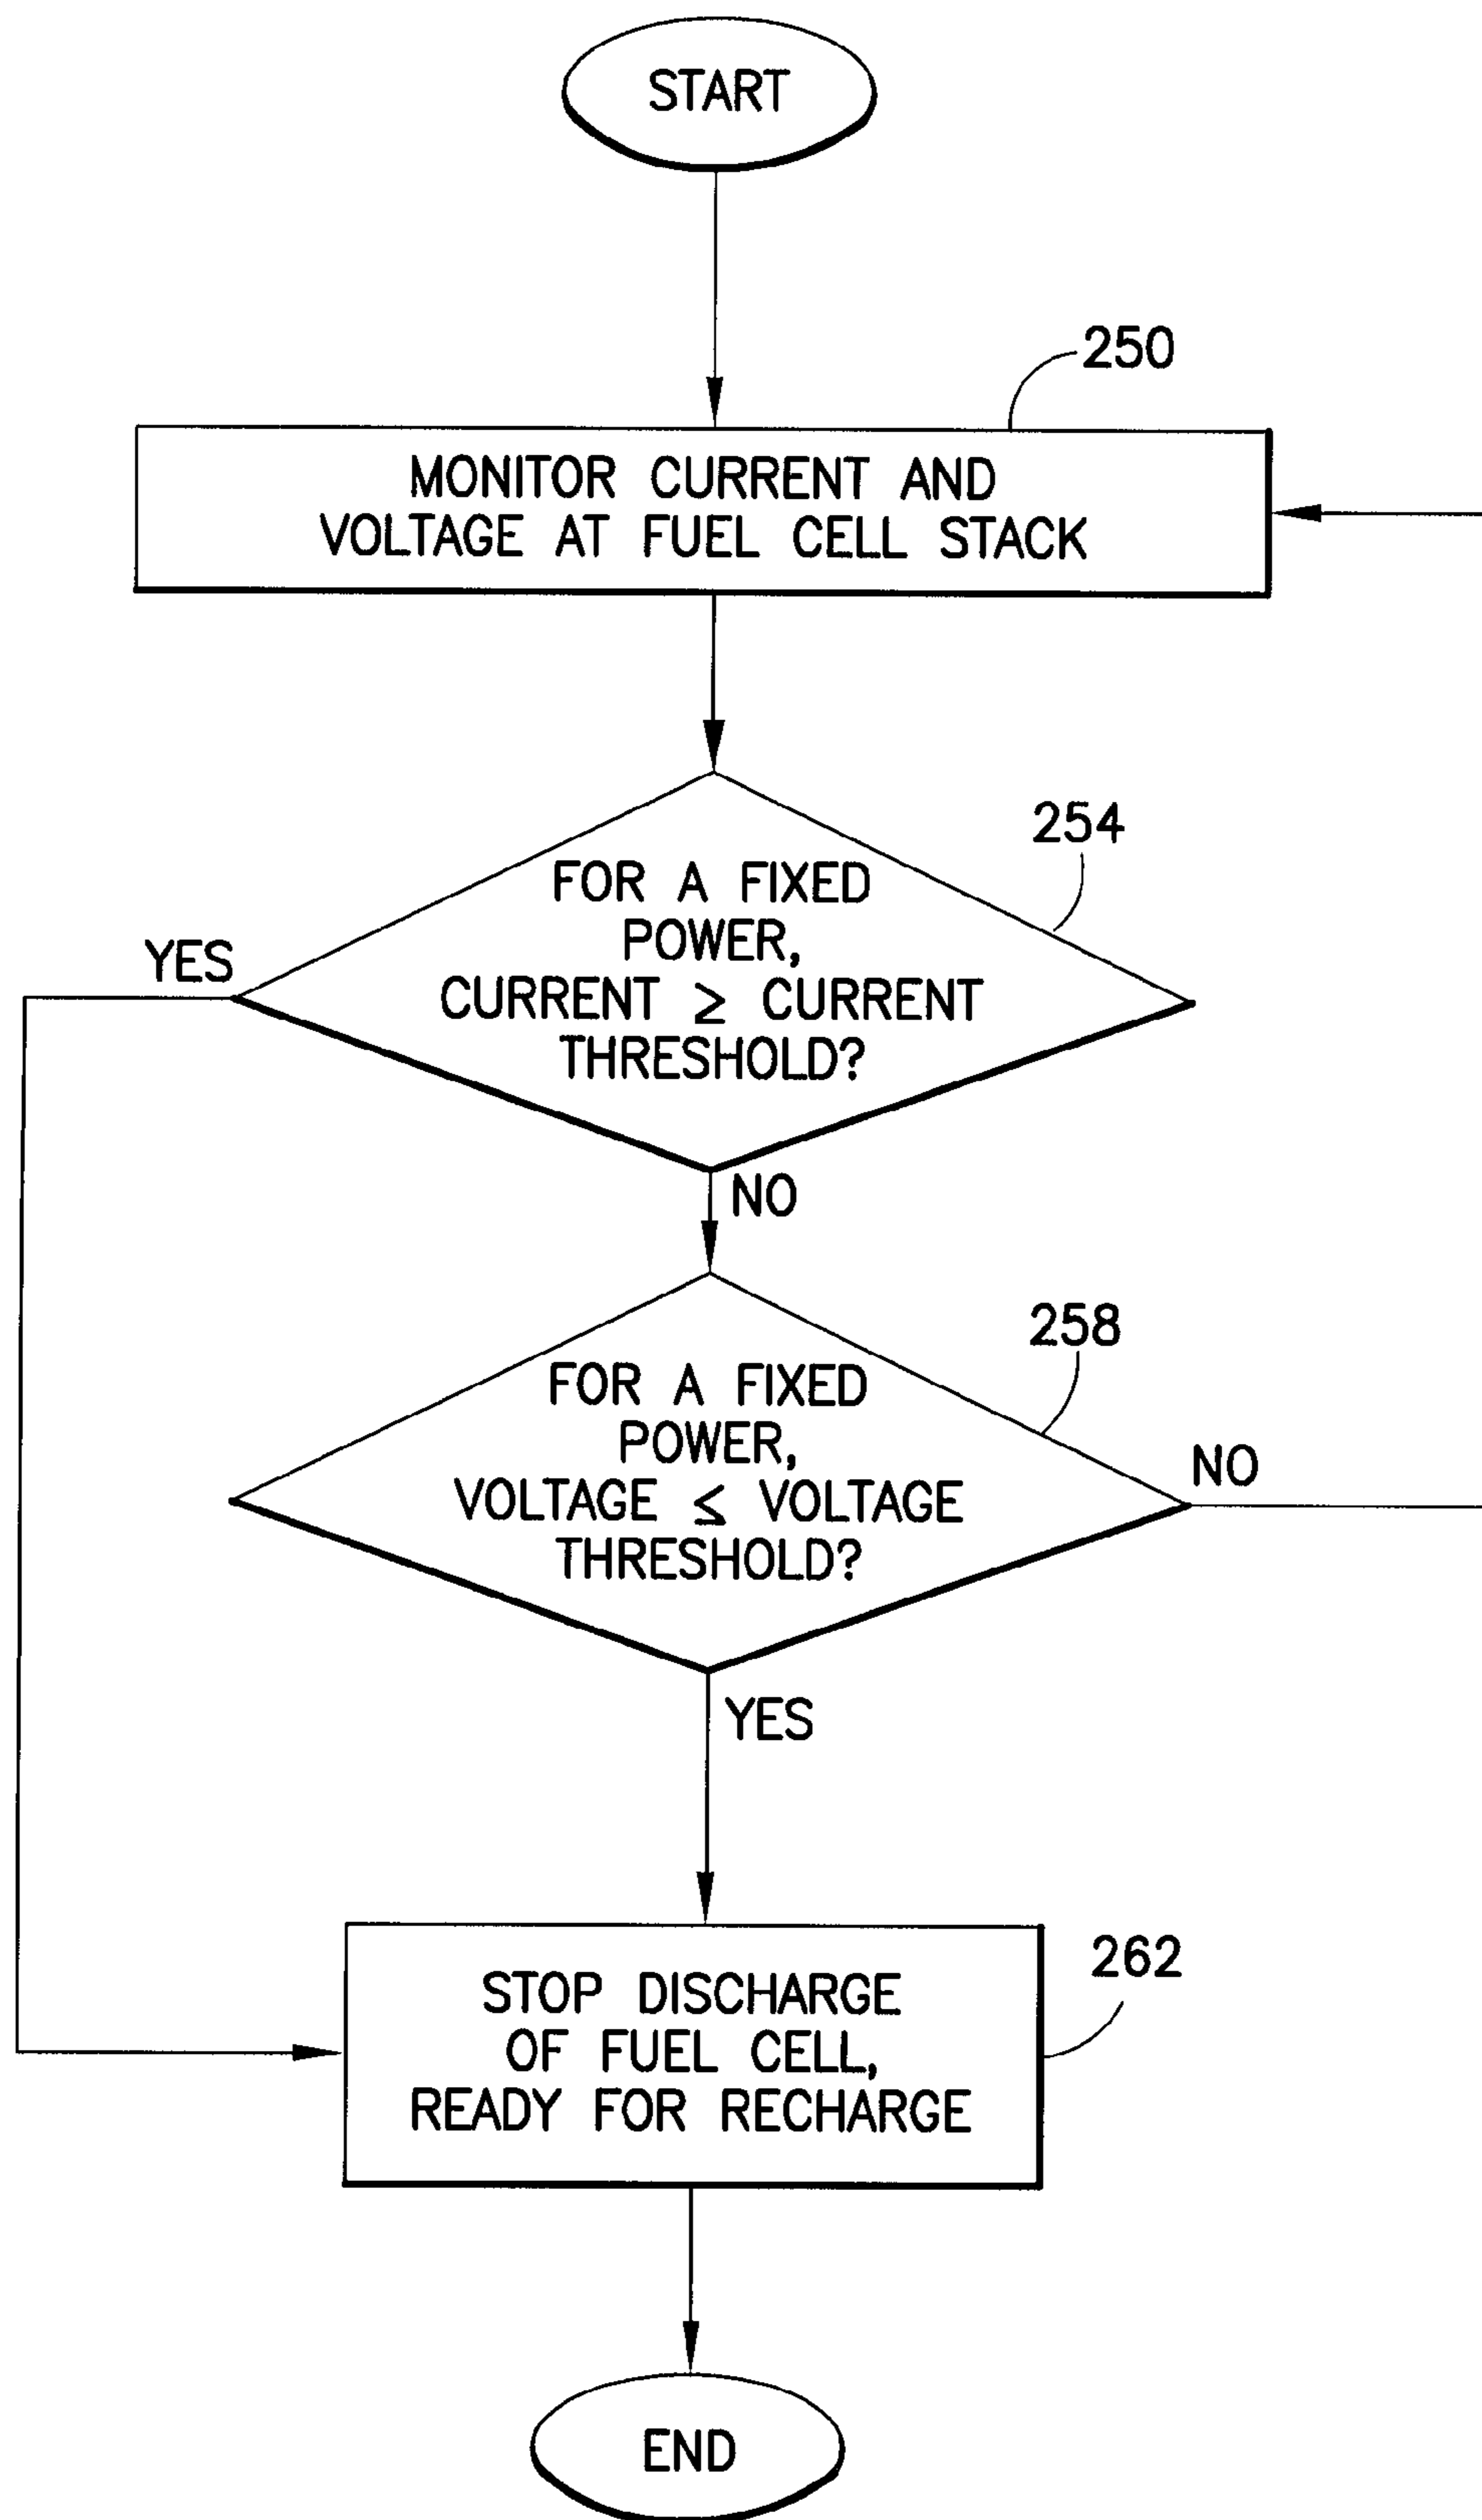 START
250
MONITOR CURRENT AND
VOLTAGE AT FUEL CELL STACK
254
FOR A FIXED
POWER,
CURRENT ≥ CURRENT
THRESHOLD?
YES
NO
258
FOR A FIXED
POWER,
VOLTAGE ≤ VOLTAGE
THRESHOLD?
NO
YES
262
STOP DISCHARGE
OF FUEL CELL,
READY FOR RECHARGE
END